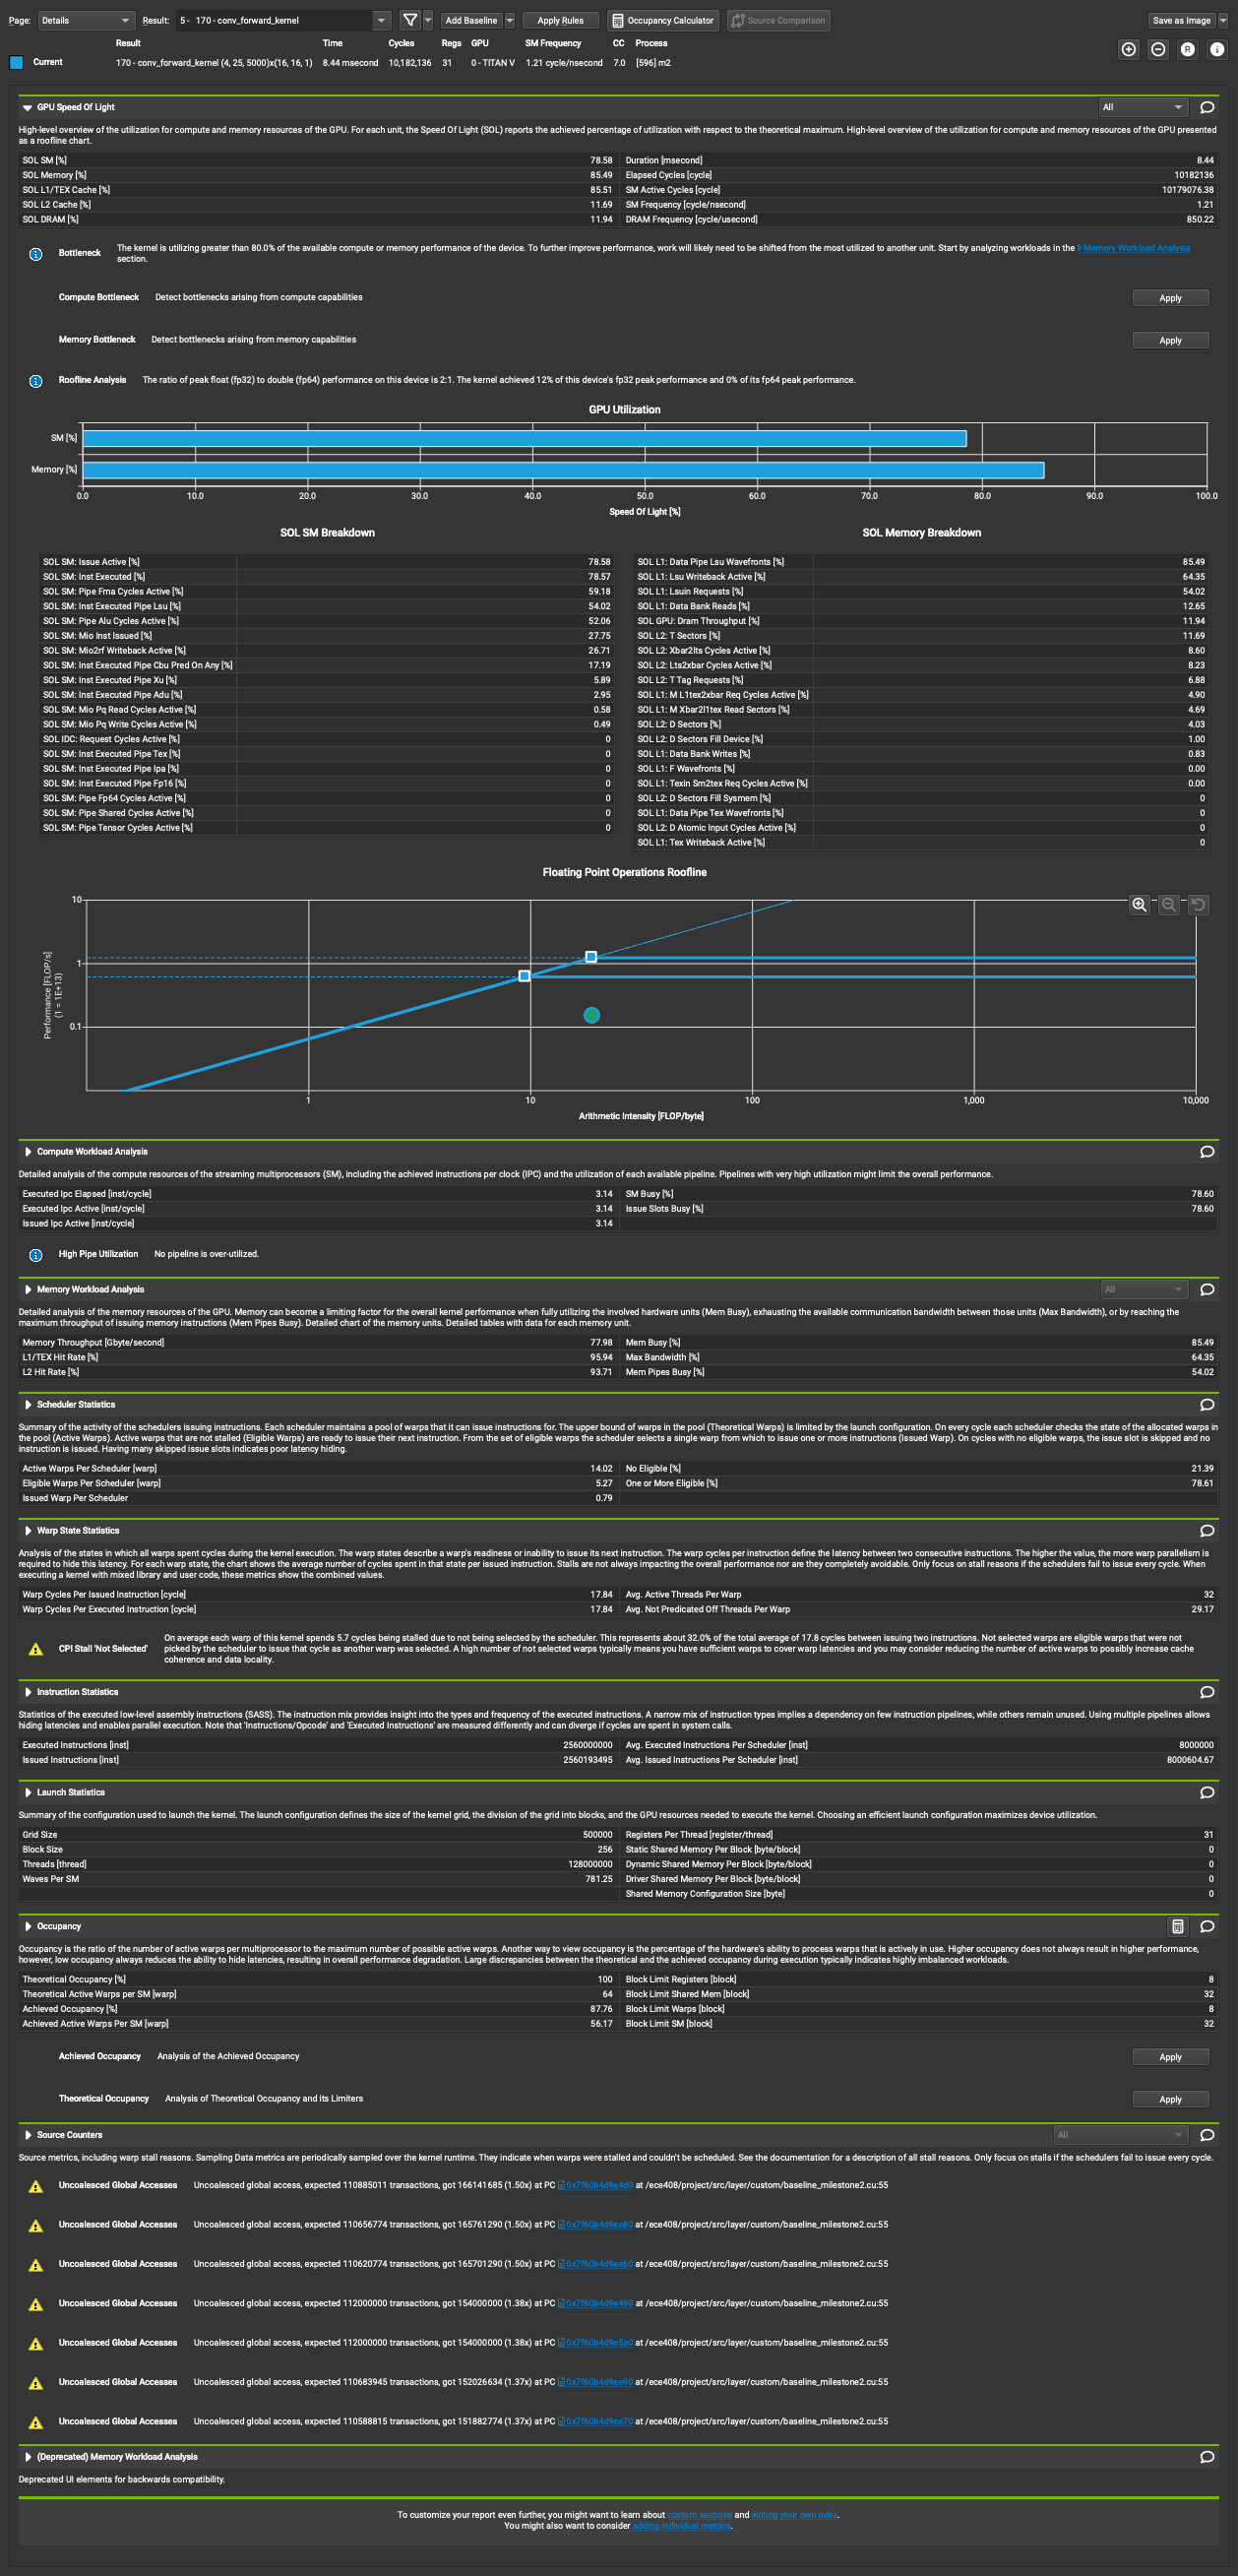 Page: Details Result: 5 - 170 - conv_forward_kernel Add Baseline Apply Rules Occupancy Calculator Source Comparison Save as Image
Result Time Cycles Regs GPU SM Frequency CC Process
Current 170 - conv_forward_kernel (4, 25, 5000)x(16, 16, 1) 8.44 msecond 10,182,136 31 0 - TITAN V 1.21 cycle/nsecond 7.0 [596] m2
R i
GPU Speed Of Light All
High-level overview of the utilization for compute and memory resources of the GPU. For each unit, the Speed Of Light (SOL) reports the achieved percentage of utilization with respect to the theoretical maximum. High-level overview of the utilization for compute and memory resources of the GPU presented
as a roofline chart.
SOL SM [%] 78.58 Duration [msecond] 8.44
SOL Memory [%] 85.49 Elapsed Cycles [cycle] 10182136
SOL L1/TEX Cache [%] 85.51 SM Active Cycles [cycle] 10179076.38
SOL L2 Cache [%] 11.69 SM Frequency [cycle/nsecond] 1.21
SOL DRAM [%] 11.94 DRAM Frequency [cycle/usecond] 850.22
Bottleneck The kernel is utilizing greater than 80.0% of the available compute or memory performance of the device. To further improve performance, work will likely need to be shifted from the most utilized to another unit. Start by analyzing workloads in the Memory Workload Analysis
section.
Compute Bottleneck Detect bottlenecks arising from compute capabilities Apply
Memory Bottleneck Detect bottlenecks arising from memory capabilities Apply
Roofline Analysis The ratio of peak float (fp32) to double (fp64) performance on this device is 2:1. The kernel achieved 12% of this device's fp32 peak performance and 0% of its fp64 peak performance.
GPU Utilization
SM [%]
Memory [%]
0.0 10.0 20.0 30.0 40.0 50.0 60.0 70.0 80.0 90.0 100.0
Speed Of Light [%]
SOL SM Breakdown SOL Memory Breakdown
SOL SM: Issue Active [%] 78.58 SOL L1: Data Pipe Lsu Wavefronts [%] 85.49
SOL SM: Inst Executed [%] 78.57 SOL L1: Lsu Writeback Active [%] 64.35
SOL SM: Pipe Fma Cycles Active [%] 59.18 SOL L1: Lsuin Requests [%] 54.02
SOL SM: Inst Executed Pipe Lsu [%] 54.02 SOL L1: Data Bank Reads [%] 12.65
SOL SM: Pipe Alu Cycles Active [%] 52.06 SOL GPU: Dram Throughput [%] 11.94
SOL SM: Mio Inst Issued [%] 27.75 SOL L2: T Sectors [%] 11.69
SOL SM: Mio2rf Writeback Active [%] 26.71 SOL L2: Xbar2lts Cycles Active [%] 8.60
SOL SM: Inst Executed Pipe Cbu Pred On Any [%] 17.19 SOL L2: Lts2xbar Cycles Active [%] 8.23
SOL SM: Inst Executed Pipe Xu [%] 5.89 SOL L2: T Tag Requests [%] 6.88
SOL SM: Inst Executed Pipe Adu [%] 2.95 SOL L1: M L1tex2xbar Req Cycles Active [%] 4.90
SOL SM: Mio Pq Read Cycles Active [%] 0.58 SOL L1: M Xbar2l1tex Read Sectors [%] 4.69
SOL SM: Mio Pq Write Cycles Active [%] 0.49 SOL L2: D Sectors [%] 4.03
SOL IDC: Request Cycles Active [%] 0 SOL L2: D Sectors Fill Device [%] 1.00
SOL SM: Inst Executed Pipe Tex [%] 0 SOL L1: Data Bank Writes [%] 0.83
SOL SM: Inst Executed Pipe Ipa [%] 0 SOL L1: F Wavefronts [%] 0.00
SOL SM: Inst Executed Pipe Fp16 [%] 0 SOL L1: Texin Sm2tex Req Cycles Active [%] 0.00
SOL SM: Pipe Fp64 Cycles Active [%] 0 SOL L2: D Sectors Fill Sysmem [%] 0
SOL SM: Pipe Shared Cycles Active [%] 0 SOL L1: Data Pipe Tex Wavefronts [%] 0
SOL SM: Pipe Tensor Cycles Active [%] 0 SOL L2: D Atomic Input Cycles Active [%] 0
SOL L1: Tex Writeback Active [%] 0
Floating Point Operations Roofline
Performance [FLOP/s]
(1 = 1E+13)
10
1
0.1
1 10 100 1,000 10,000
Arithmetic Intensity [FLOP/byte]
Compute Workload Analysis
Detailed analysis of the compute resources of the streaming multiprocessors (SM), including the achieved instructions per clock (IPC) and the utilization of each available pipeline. Pipelines with very high utilization might limit the overall performance.
Executed Ipc Elapsed [inst/cycle] 3.14 SM Busy [%] 78.60
Executed Ipc Active [inst/cycle] 3.14 Issue Slots Busy [%] 78.60
Issued Ipc Active [inst/cycle] 3.14
High Pipe Utilization No pipeline is over-utilized.
Memory Workload Analysis All
Detailed analysis of the memory resources of the GPU. Memory can become a limiting factor for the overall kernel performance when fully utilizing the involved hardware units (Mem Busy), exhausting the available communication bandwidth between those units (Max Bandwidth), or by reaching the
maximum throughput of issuing memory instructions (Mem Pipes Busy). Detailed chart of the memory units. Detailed tables with data for each memory unit.
Memory Throughput [Gbyte/second] 77.98 Mem Busy [%] 85.49
L1/TEX Hit Rate [%] 95.94 Max Bandwidth [%] 64.35
L2 Hit Rate [%] 93.71 Mem Pipes Busy [%] 54.02
Scheduler Statistics
Summary of the activity of the schedulers issuing instructions. Each scheduler maintains a pool of warps that it can issue instructions for. The upper bound of warps in the pool (Theoretical Warps) is limited by the launch configuration. On every cycle each scheduler checks the state of the allocated warps in
the pool (Active Warps). Active warps that are not stalled (Eligible Warps) are ready to issue their next instruction. From the set of eligible warps the scheduler selects a single warp from which to issue one or more instructions (Issued Warp). On cycles with no eligible warps, the issue slot is skipped and no
instruction is issued. Having many skipped issue slots indicates poor latency hiding.
Active Warps Per Scheduler [warp] 14.02 No Eligible [%] 21.39
Eligible Warps Per Scheduler [warp] 5.27 One or More Eligible [%] 78.61
Issued Warp Per Scheduler 0.79
Warp State Statistics
Analysis of the states in which all warps spent cycles during the kernel execution. The warp states describe a warp's readiness or inability to issue its next instruction. The warp cycles per instruction define the latency between two consecutive instructions. The higher the value, the more warp parallelism is
required to hide this latency. For each warp state, the chart shows the average number of cycles spent in that state per issued instruction. Stalls are not always impacting the overall performance nor are they completely avoidable. Only focus on stall reasons if the schedulers fail to issue every cycle. When
executing a kernel with mixed library and user code, these metrics show the combined values.
Warp Cycles Per Issued Instruction [cycle] 17.84 Avg. Active Threads Per Warp 32
Warp Cycles Per Executed Instruction [cycle] 17.84 Avg. Not Predicated Off Threads Per Warp 29.17
CPI Stall 'Not Selected' On average each warp of this kernel spends 5.7 cycles being stalled due to not being selected by the scheduler. This represents about 32.0% of the total average of 17.8 cycles between issuing two instructions. Not selected warps are eligible warps that were not
picked by the scheduler to issue that cycle as another warp was selected. A high number of not selected warps typically means you have sufficient warps to cover warp latencies and you may consider reducing the number of active warps to possibly increase cache
coherence and data locality.
Instruction Statistics
Statistics of the executed low-level assembly instructions (SASS). The instruction mix provides insight into the types and frequency of the executed instructions. A narrow mix of instruction types implies a dependency on few instruction pipelines, while others remain unused. Using multiple pipelines allows
hiding latencies and enables parallel execution. Note that 'Instructions/Opcode' and 'Executed Instructions' are measured differently and can diverge if cycles are spent in system calls.
Executed Instructions [inst] 2560000000 Avg. Executed Instructions Per Scheduler [inst] 8000000
Issued Instructions [inst] 2560193495 Avg. Issued Instructions Per Scheduler [inst] 8000604.67
Launch Statistics
Summary of the configuration used to launch the kernel. The launch configuration defines the size of the kernel grid, the division of the grid into blocks, and the GPU resources needed to execute the kernel. Choosing an efficient launch configuration maximizes device utilization.
Grid Size 500000 Registers Per Thread [register/thread] 31
Block Size 256 Static Shared Memory Per Block [byte/block] 0
Threads [thread] 128000000 Dynamic Shared Memory Per Block [byte/block] 0
Waves Per SM 781.25 Driver Shared Memory Per Block [byte/block] 0
Shared Memory Configuration Size [byte] 0
Occupancy
Occupancy is the ratio of the number of active warps per multiprocessor to the maximum number of possible active warps. Another way to view occupancy is the percentage of the hardware's ability to process warps that is actively in use. Higher occupancy does not always result in higher performance,
however, low occupancy always reduces the ability to hide latencies, resulting in overall performance degradation. Large discrepancies between the theoretical and the achieved occupancy during execution typically indicates highly imbalanced workloads.
Theoretical Occupancy [%] 100 Block Limit Registers [block] 8
Theoretical Active Warps per SM [warp] 64 Block Limit Shared Mem [block] 32
Achieved Occupancy [%] 87.76 Block Limit Warps [block] 8
Achieved Active Warps Per SM [warp] 56.17 Block Limit SM [block] 32
Achieved Occupancy Analysis of the Achieved Occupancy Apply
Theoretical Occupancy Analysis of Theoretical Occupancy and its Limiters Apply
Source Counters All
Source metrics, including warp stall reasons. Sampling Data metrics are periodically sampled over the kernel runtime. They indicate when warps were stalled and couldn't be scheduled. See the documentation for a description of all stall reasons. Only focus on stalls if the schedulers fail to issue every cycle.
Uncoalesced Global Accesses Uncoalesced global access, expected 110885011 transactions, got 166141685 (1.50x) at PC 0x7f60b4d9e4d0 at /ece408/project/src/layer/custom/baseline_milestone2.cu:55
Uncoalesced Global Accesses Uncoalesced global access, expected 110656774 transactions, got 165761290 (1.50x) at PC 0x7f60b4d9ee80 at /ece408/project/src/layer/custom/baseline_milestone2.cu:55
Uncoalesced Global Accesses Uncoalesced global access, expected 110620774 transactions, got 165701290 (1.50x) at PC 0x7f60b4d9ee60 at /ece408/project/src/layer/custom/baseline_milestone2.cu:55
Uncoalesced Global Accesses Uncoalesced global access, expected 112000000 transactions, got 154000000 (1.38x) at PC 0x7f60b4d9e490 at /ece408/project/src/layer/custom/baseline_milestone2.cu:55
Uncoalesced Global Accesses Uncoalesced global access, expected 112000000 transactions, got 154000000 (1.38x) at PC 0x7f60b4d9e5a0 at /ece408/project/src/layer/custom/baseline_milestone2.cu:55
Uncoalesced Global Accesses Uncoalesced global access, expected 110683945 transactions, got 152026634 (1.37x) at PC 0x7f60b4d9ee90 at /ece408/project/src/layer/custom/baseline_milestone2.cu:55
Uncoalesced Global Accesses Uncoalesced global access, expected 110588815 transactions, got 151882774 (1.37x) at PC 0x7f60b4d9ee70 at /ece408/project/src/layer/custom/baseline_milestone2.cu:55
(Deprecated) Memory Workload Analysis
Deprecated UI elements for backwards compatibility.
To customize your report even further, you might want to learn about custom sections and writing your own rules.
You might also want to consider adding individual metrics.